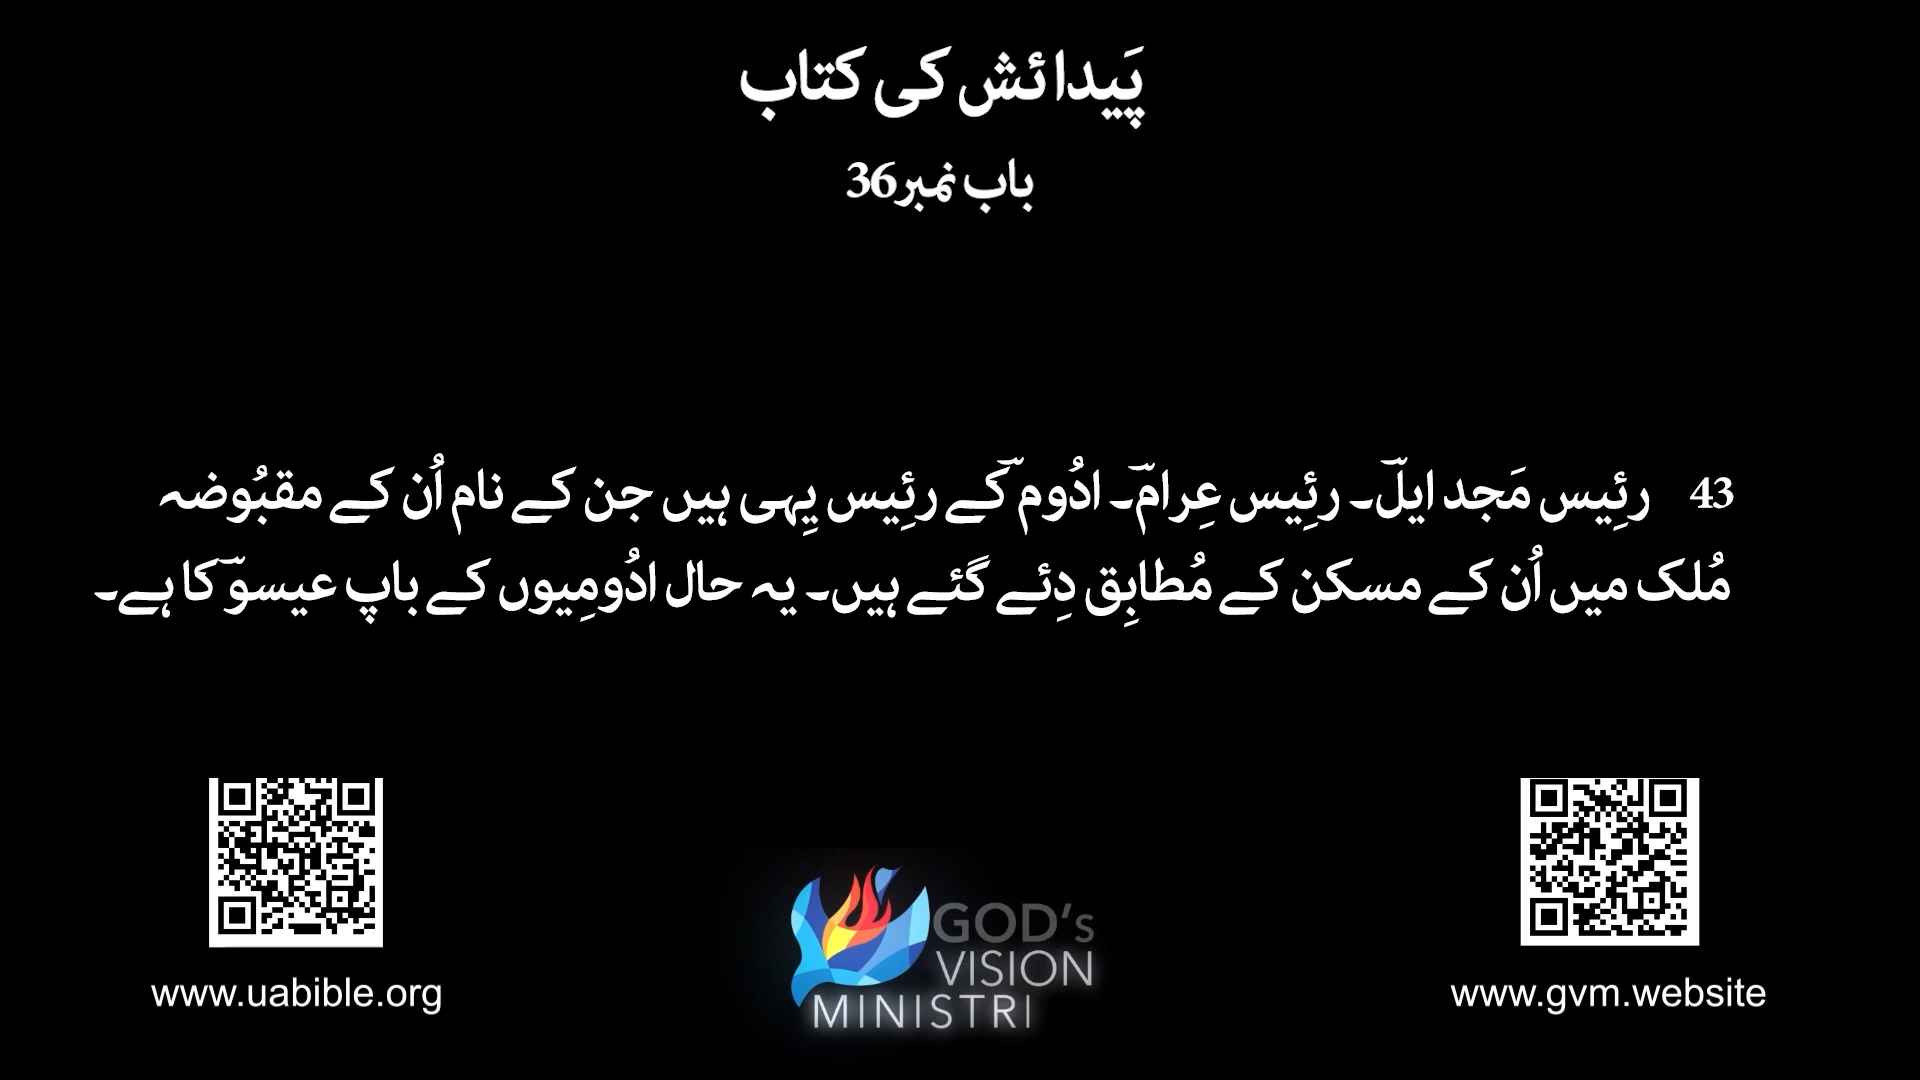 پَیدائش کی کتاب
باب نمبر36
43 رئِیس مَجد ایلؔ۔ رئِیس عِرامؔ۔ ادُوم ؔکے رئِیس یِہی ہیں جن کے نام اُن کے مقبُوضہ
مُلک میں اُن کے مسکن کے مُطابِق دِئے گئے ہیں۔ یہ حال ادُومِیوں کے باپ عیسوؔ کا ہے۔
GOD's
VISION
MINISTRI
www.uabible.org
www.gvm.website